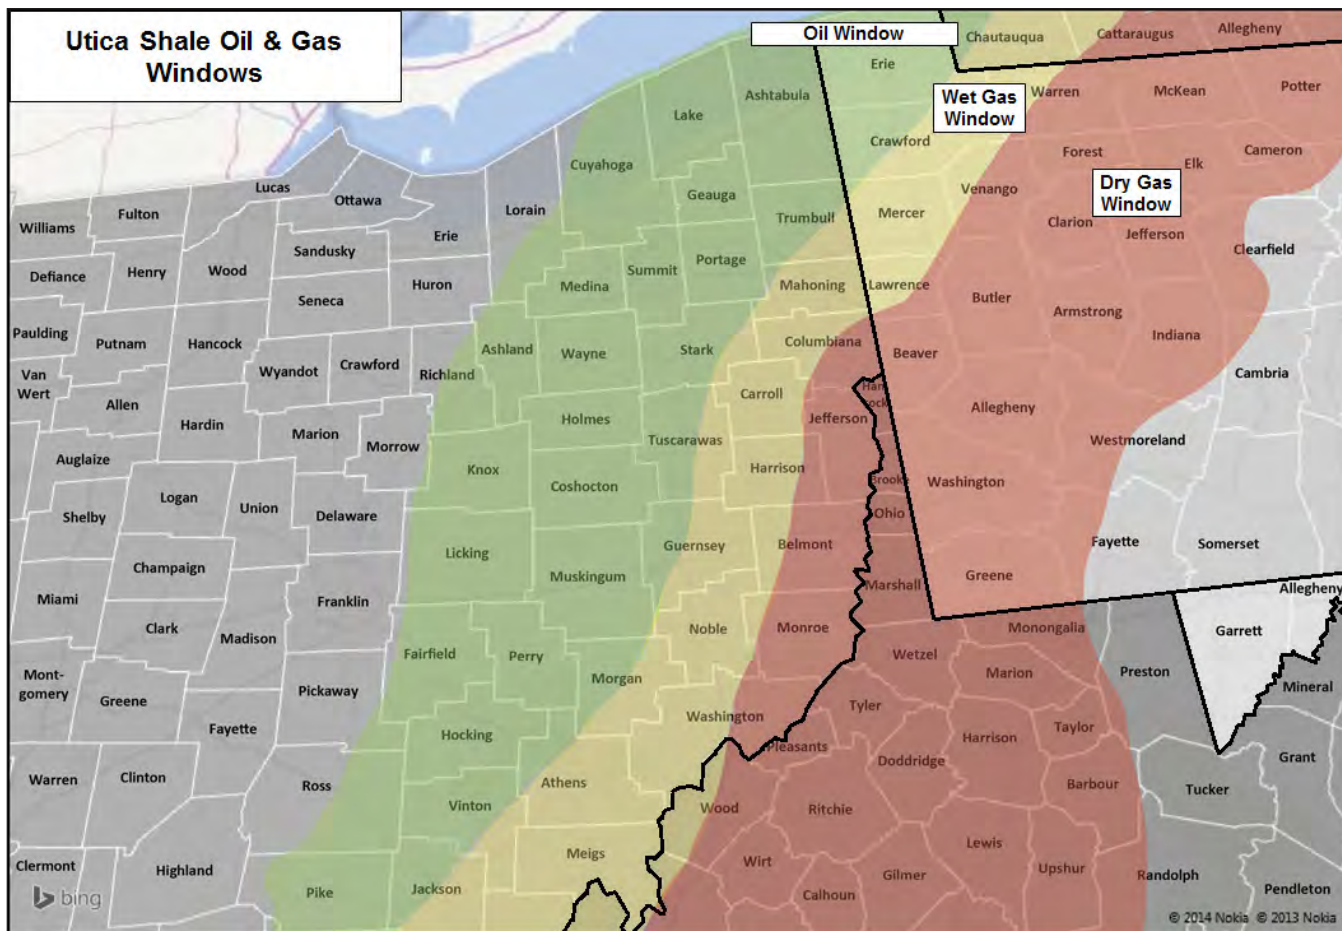 Utica Shale Oil & Gas
Windows
Oil Window
Wet Gas
Window
Dry Gas
Window
Chautauqua
Cattaraugus
Allegheny
Erie
Warren
McKean
Potter
Ashtabula
Lake
Crawford
Forest
Elk
Cameron
Cuyahoga
Geauga
Venango
Lucas
Ottawa
Lorain
Trumbull
Mercer
Clarion
Jefferson
Clearfield
Williams
Fulton
Erie
Sandusky
Wood
Henry
Defiance
Huron
Seneca
Medina
Summit
Portage
Mahoning
Lawrence
Butler
Armstrong
Indiana
Paulding
Putnam
Hancock
Ashland
Wayne
Stark
Columbiana
Beaver
Van
Wert
Wyandot
Crawford
Richland
Carroll
Han
cock
Cambria
Allen
Hardin
Marion
Morrow
Holmes
Tuscarawas
Jefferson
Allegheny
Westmoreland
Auglaize
Knox
Harrison
Coshocton
Brooke
Washington
Logan
Union
Shelby
Delaware
Ohio
Champaign
Licking
Guernsey
Belmont
Fayette
Somerset
Muskingum
Marshall
Greene
Allegheny
Miami
Franklin
Clark
Madison
Noble
Monroe
Monongalia
Garrett
Fairfield
Perry
Wetzel
Mont-
gomery
Greene
Pickaway
Morgan
Marion
Preston
Mineral
Fayette
Washington
Tyler
Taylor
Hocking
Pleasants
Harrison
Doddridge
Grant
Warren
Clinton
Ross
Athens
Barbour
Tucker
Vinton
Wood
Ritchie
Lewis
Clermont
Highland
Meigs
Wirt
Gilmer
Upshur
Randolph
Pike
Jackson
Calhoun
Pendleton
bing
© 2014 Nokia © 2013 Nokia